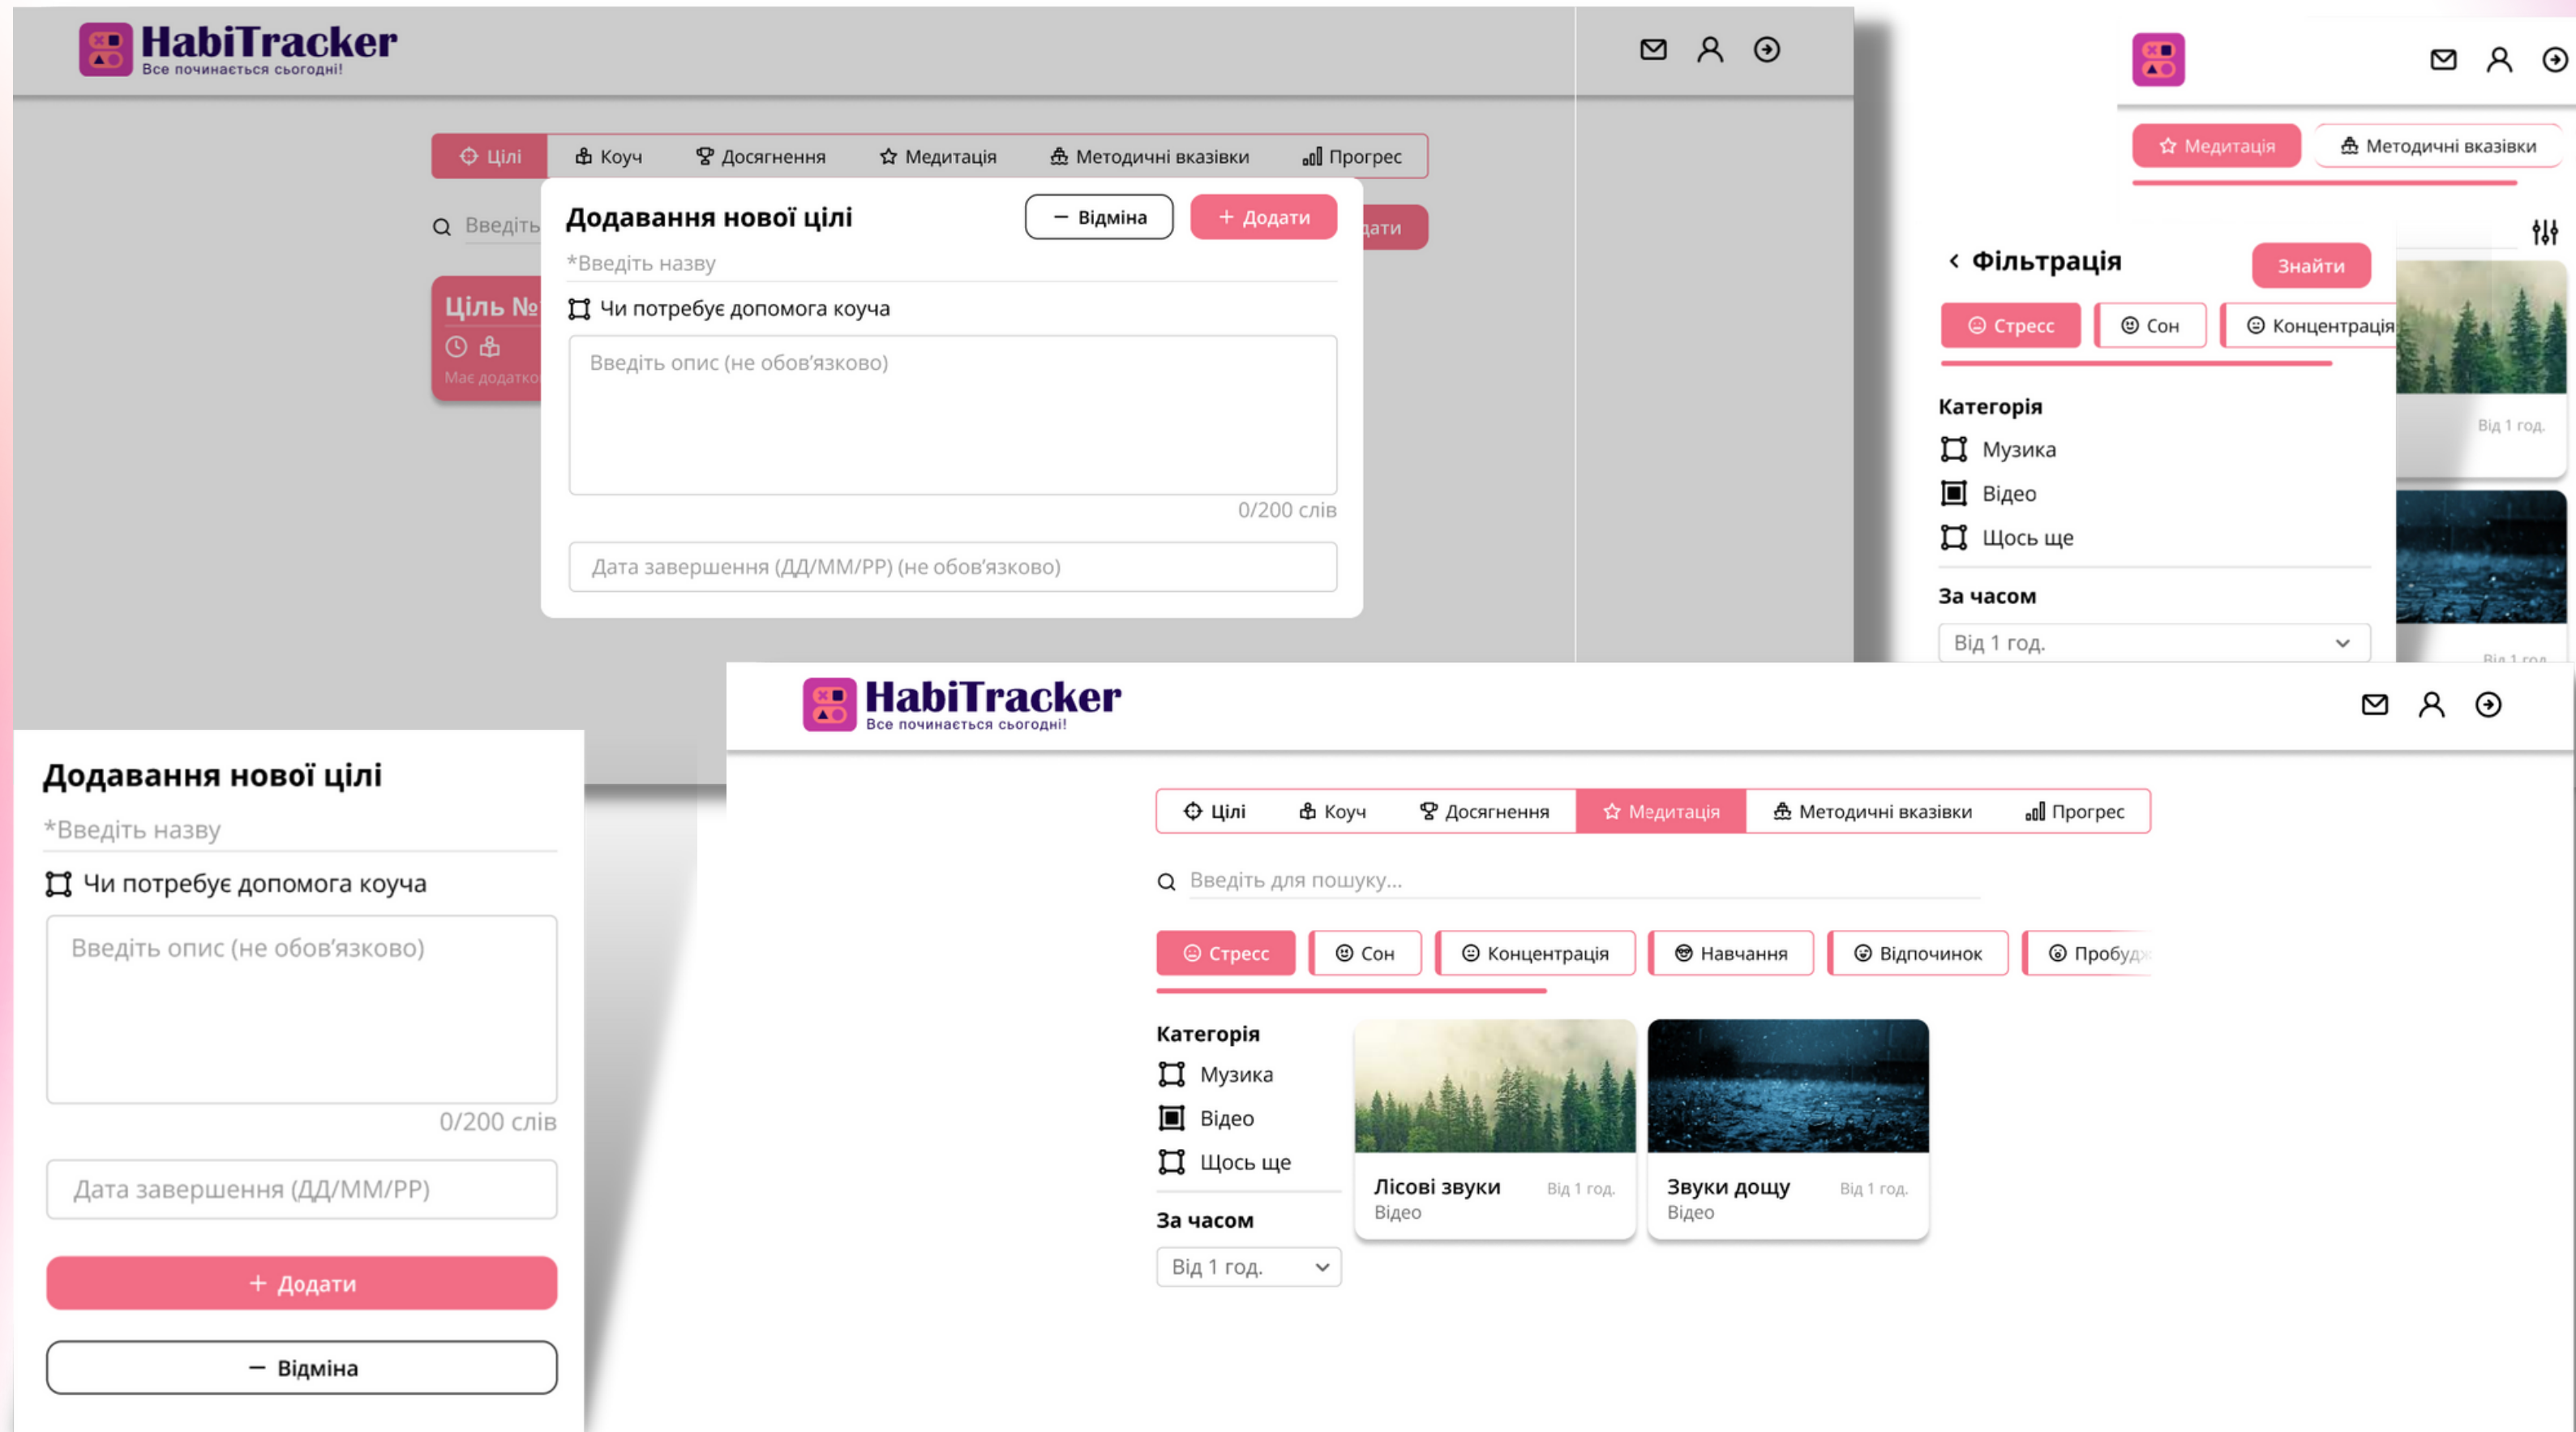 HabiTracker
Все починається сьогодні!
Цілі
Коуч
Досягнення
Медитація
Методичні вказівки
Прогрес
Введіть
Додавання нової цілі
Відміна
Додати
*Введіть назву
Чи потребує допомога коуча
Введіть опис (не обов'язково)
0/200 слів
Дата завершення (ДД/ММ/РР) (не обов'язково)
Ціль №
Має
Медитація
Методичні вказівки
Фільтрація
Знайти
Стресс
Сон
Концентрація
Категорія
Музика
Відео
Щось ще
За часом
Від 1 год.
Від 1 год.
Додавання нової цілі
*Введіть назву
Чи потребує допомога коуча
Введіть опис (не обов'язково)
0/200 слів
Дата завершення (ДД/ММ/РР)
Додати
Відміна
HabiTracker
Все починається сьогодні!
Цілі
Коуч
Досягнення
Медитація
Методичні вказівки
Прогрес
Введіть для пошуку...
Стресс
Сон
Концентрація
Навчання
Відпочинок
Категорія
Музика
Відео
Щось ще
За часом
Від 1 год.
Лісові звуки
Від 1 год.
Відео
Звуки дощу
Від 1 год.
Відео